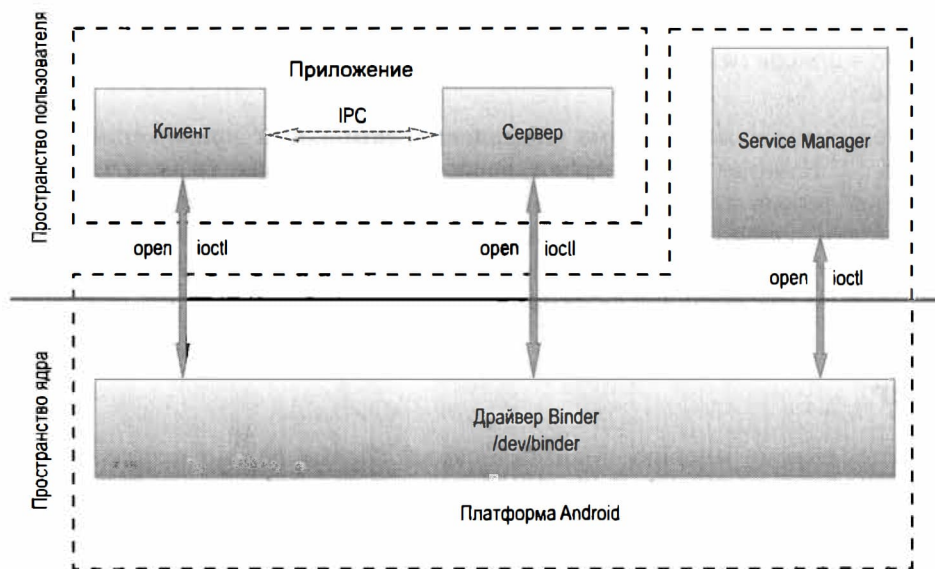 Пространство пользователя
Приложение
Клиент
IPC
Сервер
Service Manager
open
ioctl
open
ioctl
open
ioctl
Пространство ядра
Драйвер Binder
/dev/binder
Платформа Android